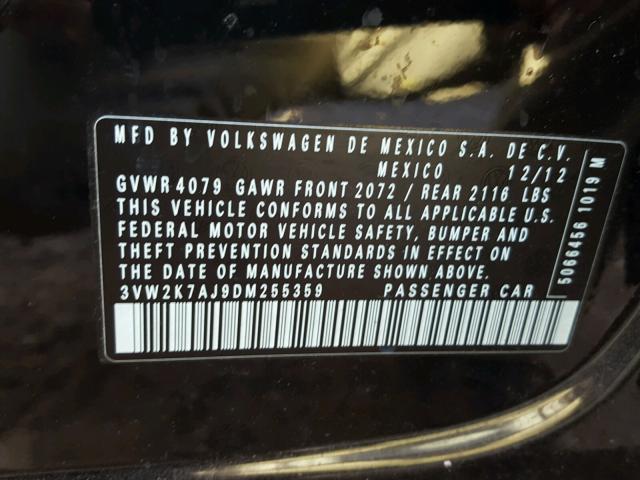 MFD BY VOLKSWAGEN DE MEXICO S.A. DE C.V.
MEXICO 12/12
GVWR 4079 GAWR FRONT 2072 / REAR 2116 LBS
THIS VEHICLE CONFORMS TO ALL APPLICABLE U.S.
FEDERAL MOTOR VEHICLE SAFETY, BUMPER AND
THEFT PREVENTION STANDARDS IN EFFECT ON
THE DATE OF MANUFACTURE SHOWN ABOVE.
3VW2K7AJ9DM255359 PASSENGER CAR
5066456 1019 M